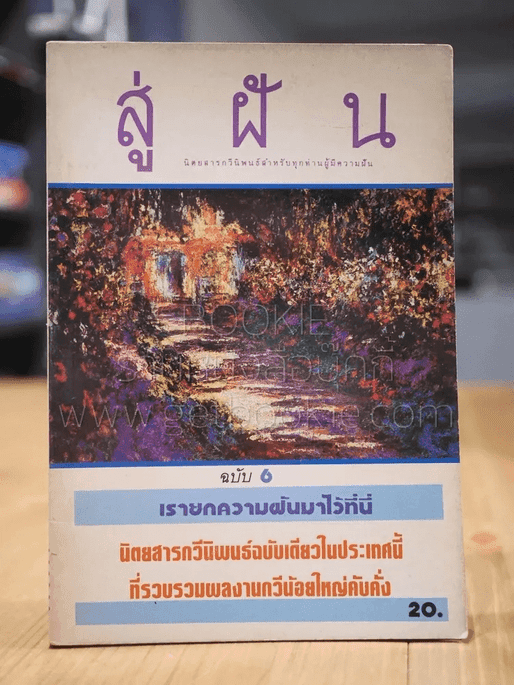 สู่ ฝัน
นิตยสารกวีนิพนธ์สำหรับทุกท่านผู้มีความฝัน
POOKIE
www.getapookie.com
ฉบับ 6
เรายกความฝันมาไว้ที่นี่
นิตยสารกวีนิพนธ์ฉบับเดียวในประเทศนี้
ที่รวบรวมผลงานกวีน้อยใหญ่คับคั่ง
20.